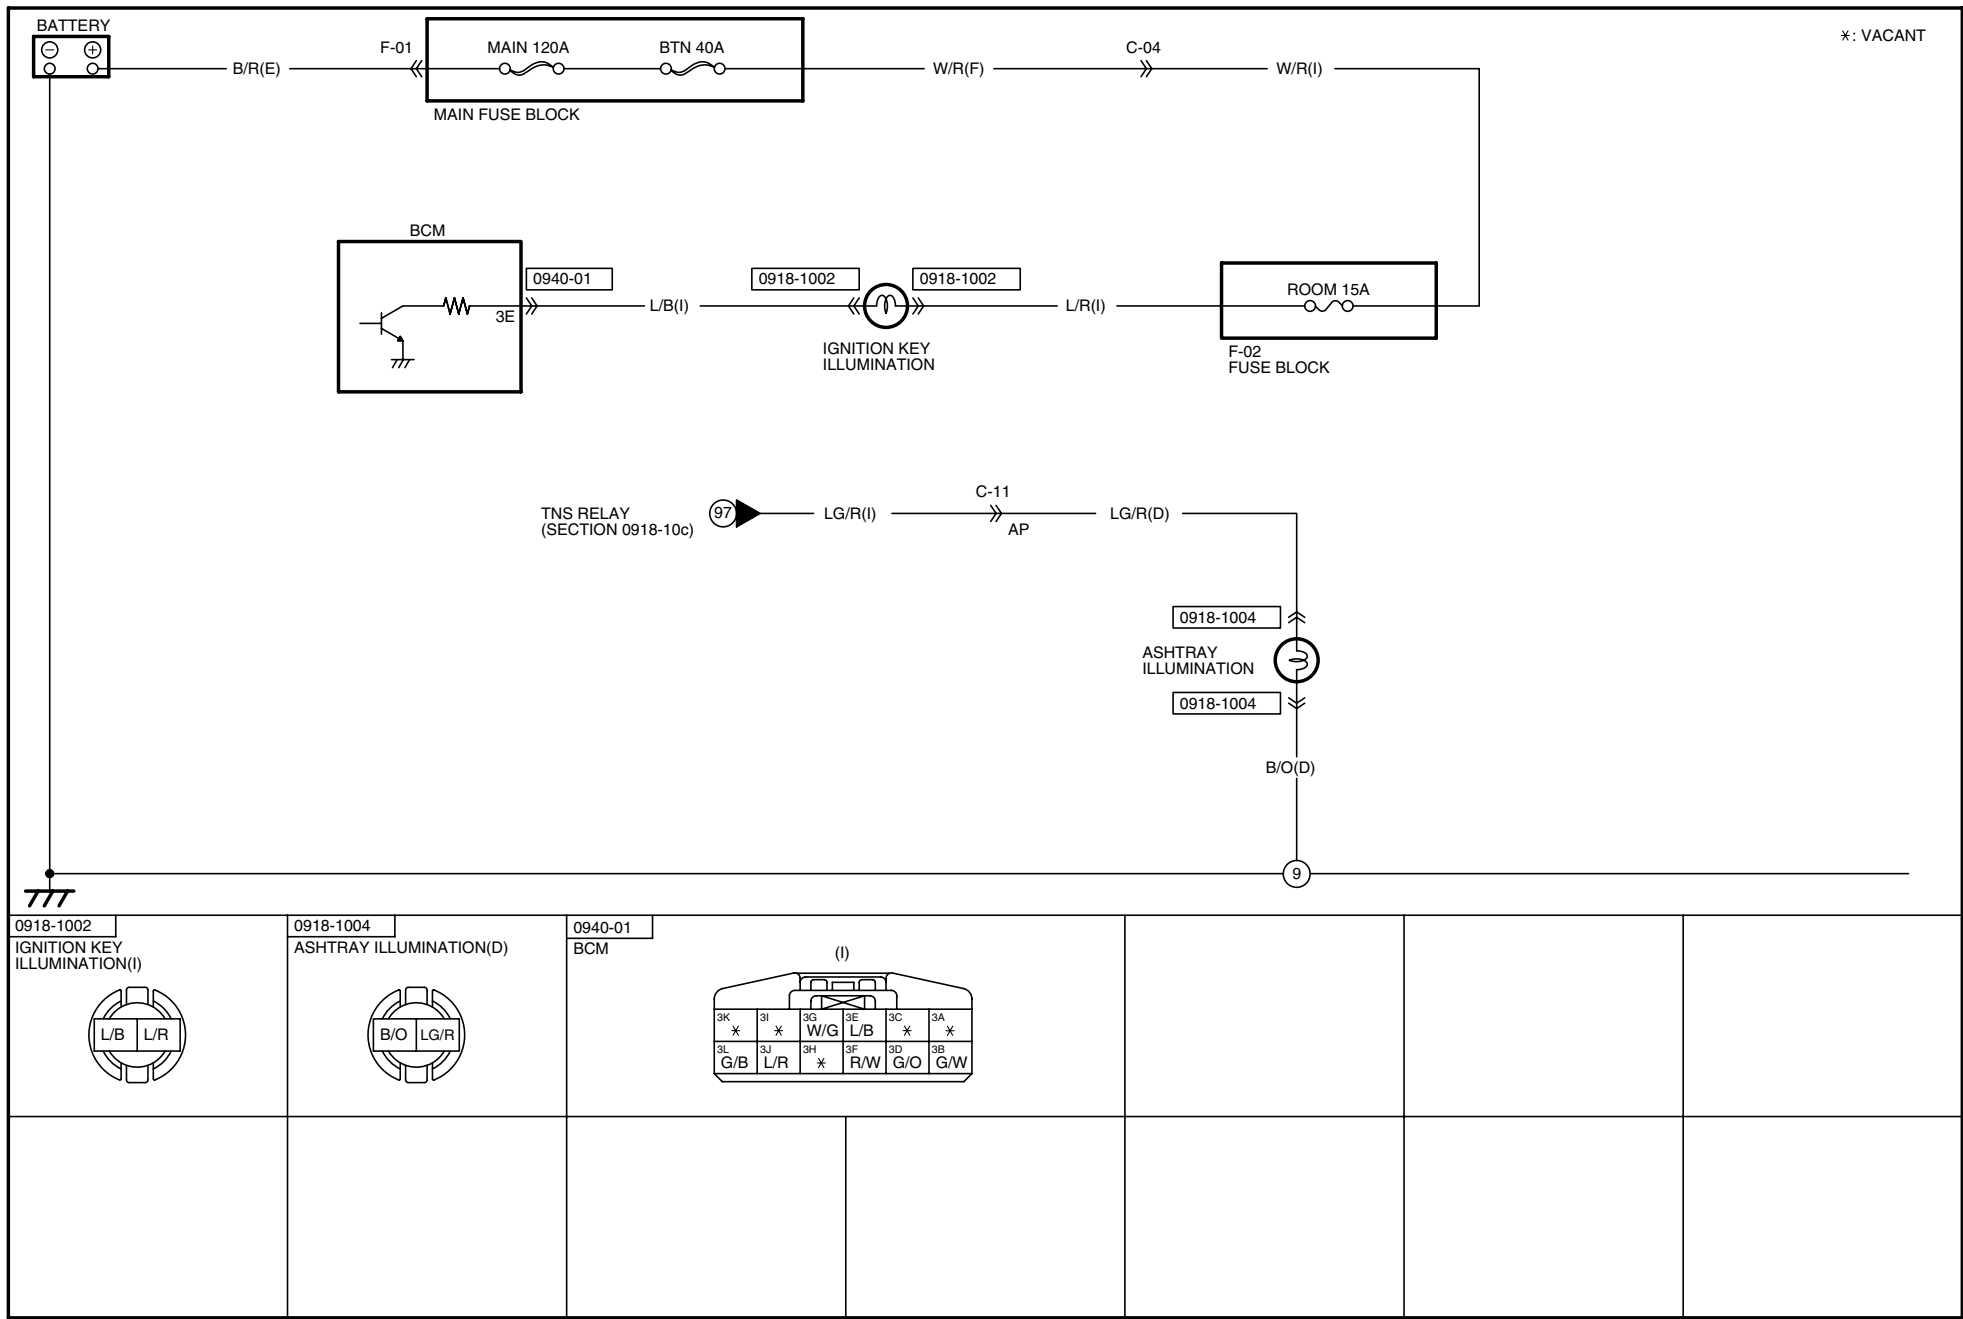 BATTERY
F-01
MAIN 120A
BTN 40A
C-04
*: VACANT
B/R(E)
W/R(F)
W/R(I)
MAIN FUSE BLOCK
BCM
0940-01
0918-1002
0918-1002
ROOM 15A
3E
L/B(I)
L/R(I)
IGNITION KEY
ILLUMINATION
F-02
FUSE BLOCK
C-11
TNS RELAY
(SECTION 0918-10c)
97
LG/R(I)
LG/R(D)
AP
0918-1004
ASHTRAY
ILLUMINATION
0918-1004
B/O(D)
9
0918-1002
IGNITION KEY
ILLUMINATION(I)
L/B L/R
0918-1004
ASHTRAY ILLUMINATION(D)
B/O LG/R
0940-01
BCM
(I)
3K 3I 3G 3E 3C 3A
* * W/G L/B * *
3L 3J 3H 3F 3D 3B
G/B L/R * R/W G/O G/W